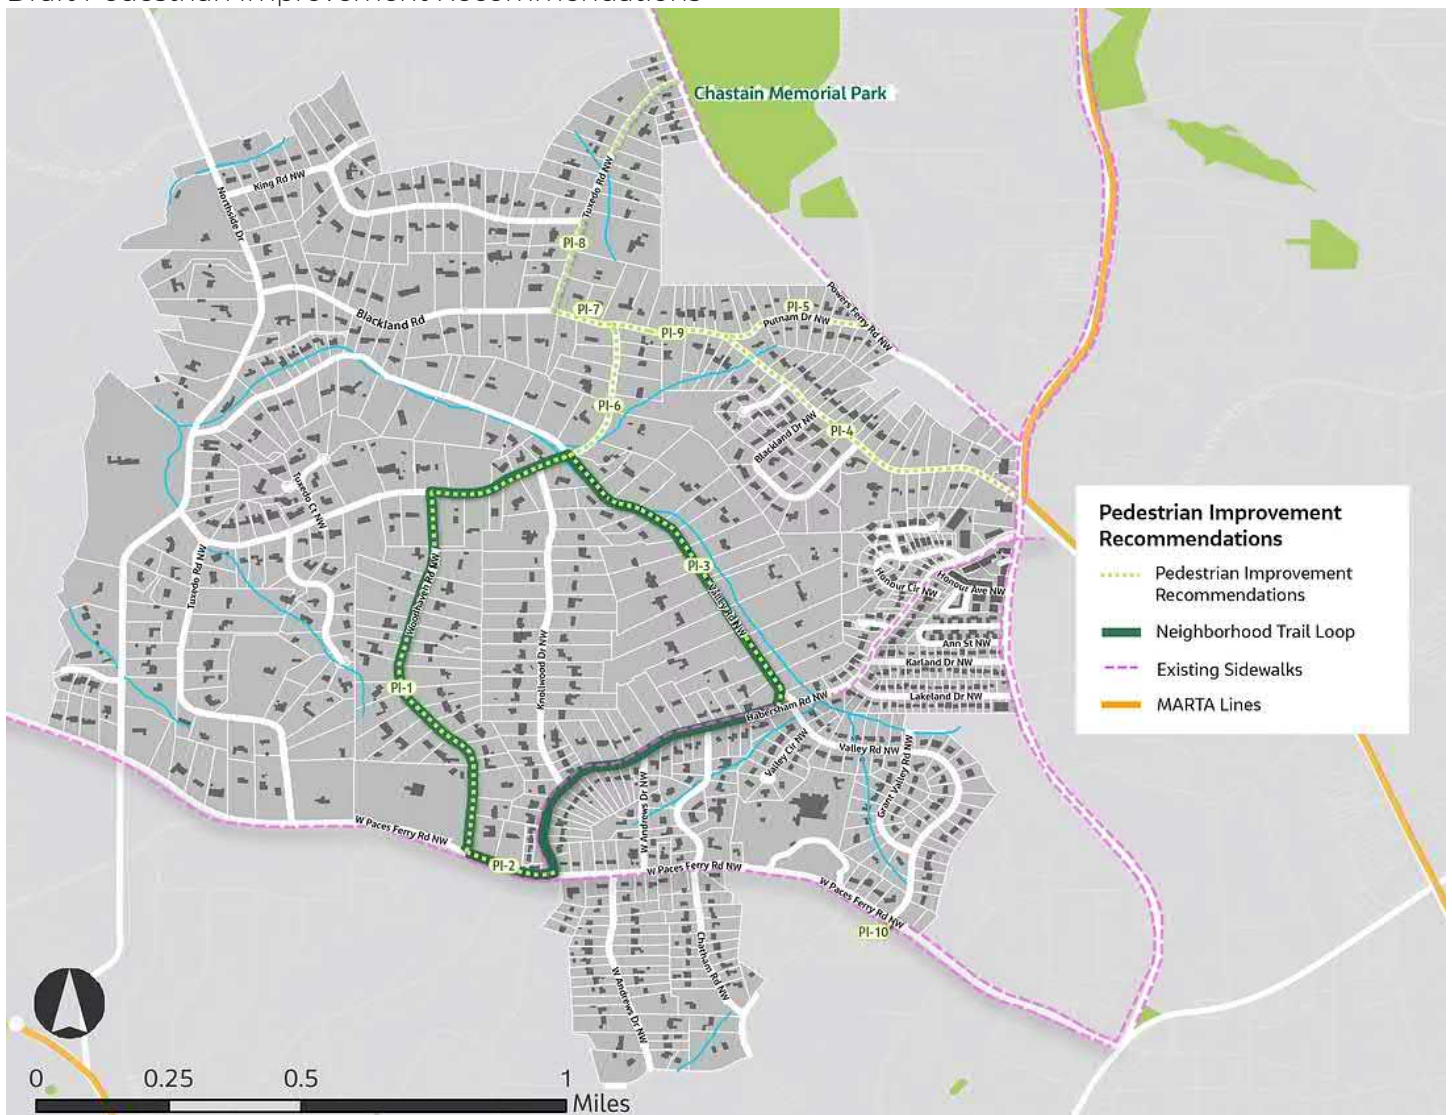 Draft Pedestrian Improvement Recommendations
Chastain Memorial Park
King Rd NW
Northside Dr
Tuxedo Rd NW
PI-8
PI-7
PI-5
Putnam Dr NW
Powers Ferry Rd NW
Blackland Rd
PI-9
PI-6
Blackland Dr NW
PI-4
Tuxedo Ct NW
Pedestrian Improvement
Recommendations
Pedestrian Improvement
Recommendations
Neighborhood Trail Loop
Existing Sidewalks
MARTA Lines
Tuxedo Rd NW
Woodhaven Rd NW
PI-3
Valley Rd NW
Honour Cir NW
Honour Ave NW
Ann St NW
Karland Dr NW
Lakeland Dr NW
Knollwood Dr NW
PI-1
Habersham Rd NW
Valley Cir NW
Valley Rd NW
Grant Valley Rd NW
W Andrews Dr NW
W Paces Ferry Rd NW
PI-2
W Paces Ferry Rd NW
W Paces Ferry Rd NW
PI-10
Chatham Rd NW
W Andrews Dr NW
0 0.25 0.5 1
Miles